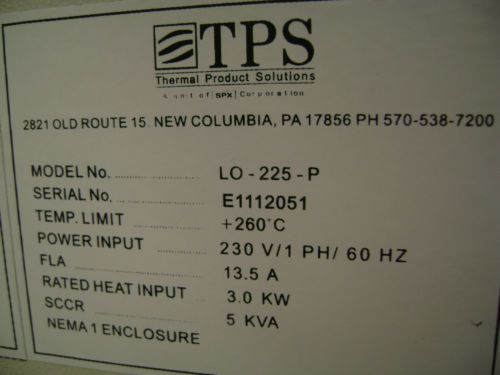 TPS
Thermal Product Solutions
A unit of SPX Corporation
2821 OLD ROUTE 15. NEW COLUMBIA, PA 17856 PH 570-538-7200
MODEL No. LO - 225 - P
SERIAL No. E1112051
TEMP. LIMIT +260°C
POWER INPUT 230 V/1 PH/ 60 HZ
FLA 13.5 A
RATED HEAT INPUT 3.0 KW
SCCR 5 KVA
NEMA 1 ENCLOSURE